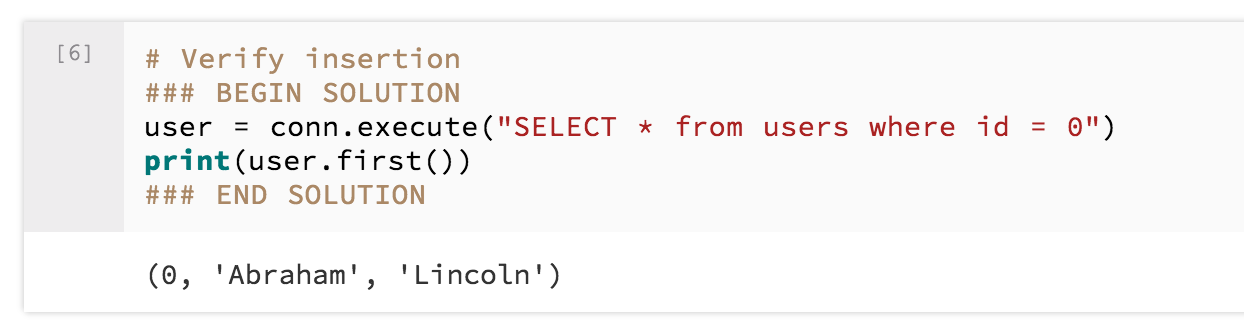 [6]
# Verify insertion
### BEGIN SOLUTION
user = conn.execute("SELECT * from users where id = 0")
print(user.first())
### END SOLUTION
(0, 'Abraham', 'Lincoln')